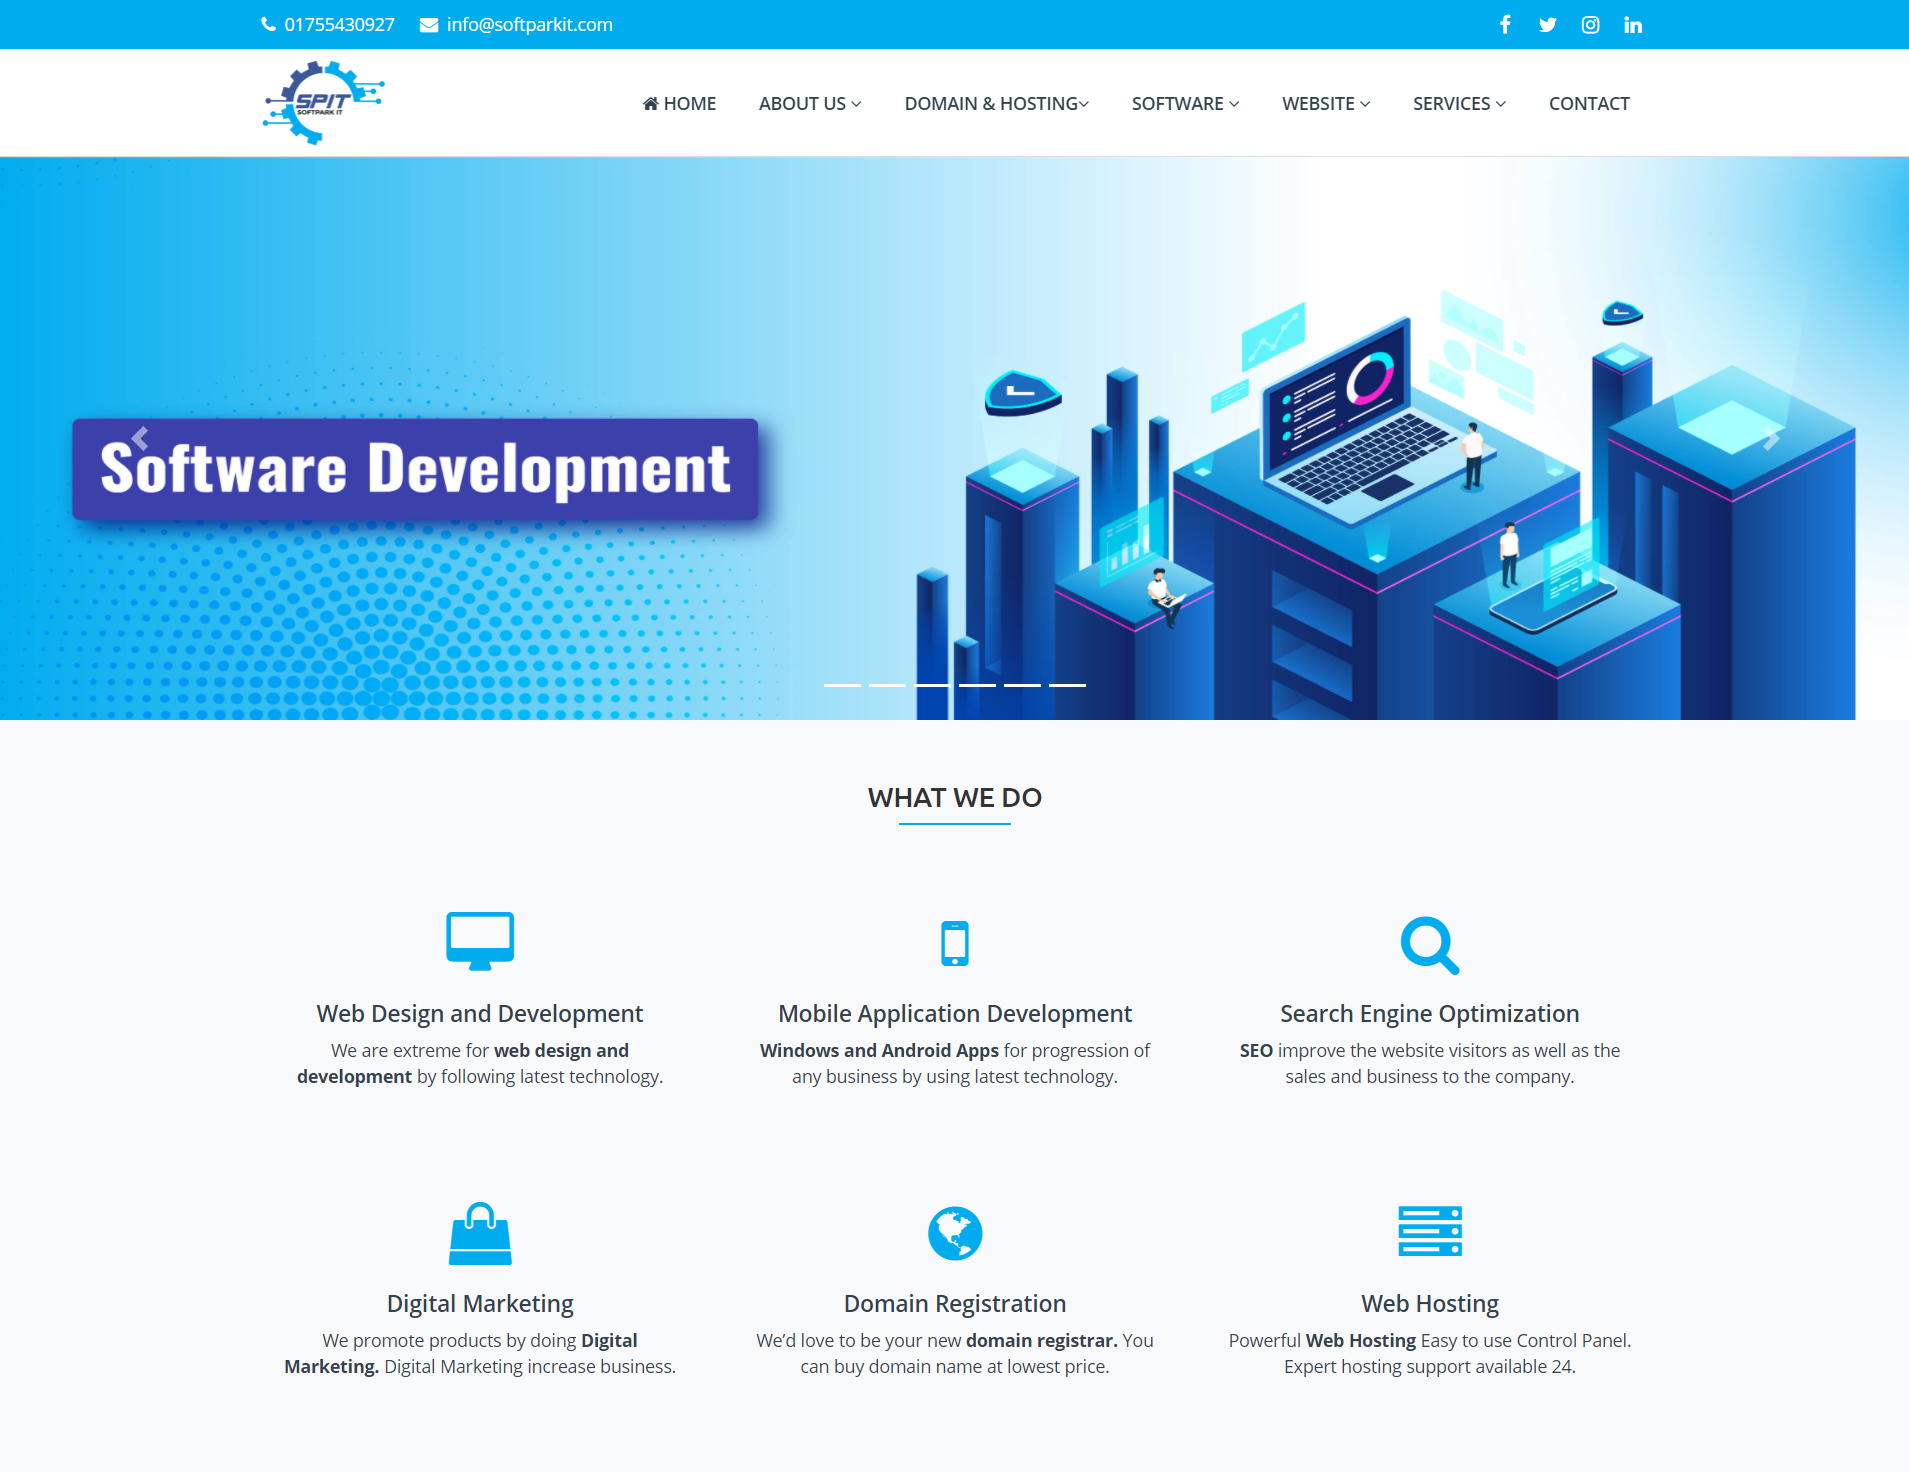 01755430927 info@softparkit.com
SPIT
SOFTPARK IT
HOME ABOUT US DOMAIN & HOSTING SOFTWARE WEBSITE SERVICES CONTACT
Software Development
WHAT WE DO
Web Design and Development
We are extreme for web design and
development by following latest technology.
Mobile Application Development
Windows and Android Apps for progression of
any business by using latest technology.
Search Engine Optimization
SEO improve the website visitors as well as the
sales and business to the company.
Digital Marketing
We promote products by doing Digital
Marketing. Digital Marketing increase business.
Domain Registration
We’d love to be your new domain registrar. You
can buy domain name at lowest price.
Web Hosting
Powerful Web Hosting Easy to use Control Panel.
Expert hosting support available 24.